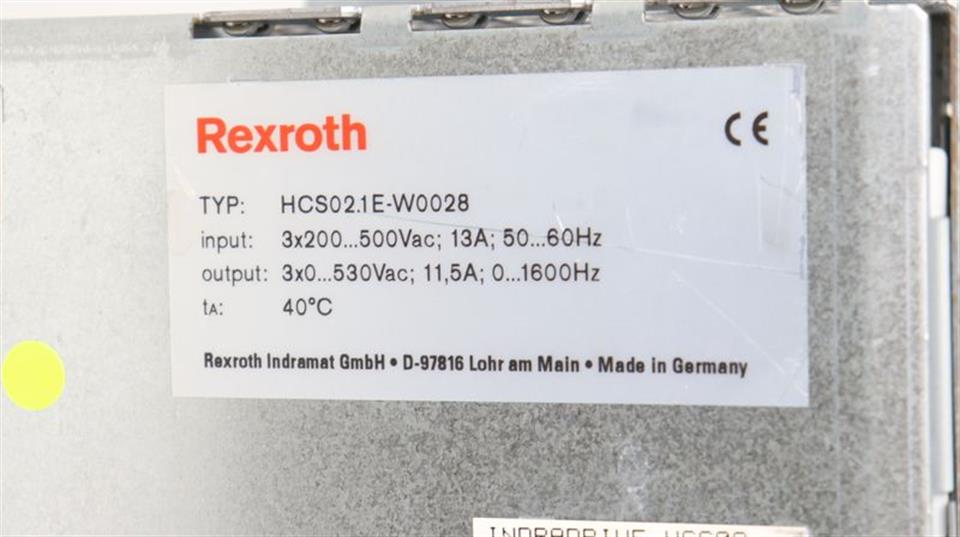 Rexroth
CE
TYP: HCS02.1E-W0028
input: 3x200...500Vac; 13A; 50...60Hz
output: 3x0...530Vac; 11,5A; 0...1600Hz
tA: 40°C
Rexroth Indramat GmbH • D-97816 Lohr am Main • Made in Germany